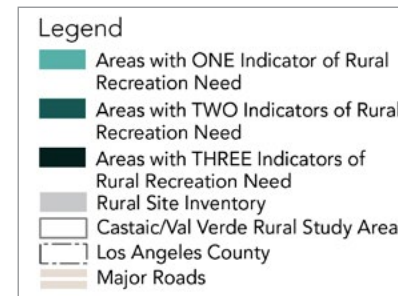 Legend
Areas with ONE Indicator of Rural
Recreation Need
Areas with TWO Indicators of Rural
Recreation Need
Areas with THREE Indicators of
Rural Recreation Need
Rural Site Inventory
Castaic/Val Verde Rural Study Area
Los Angeles County
Major Roads